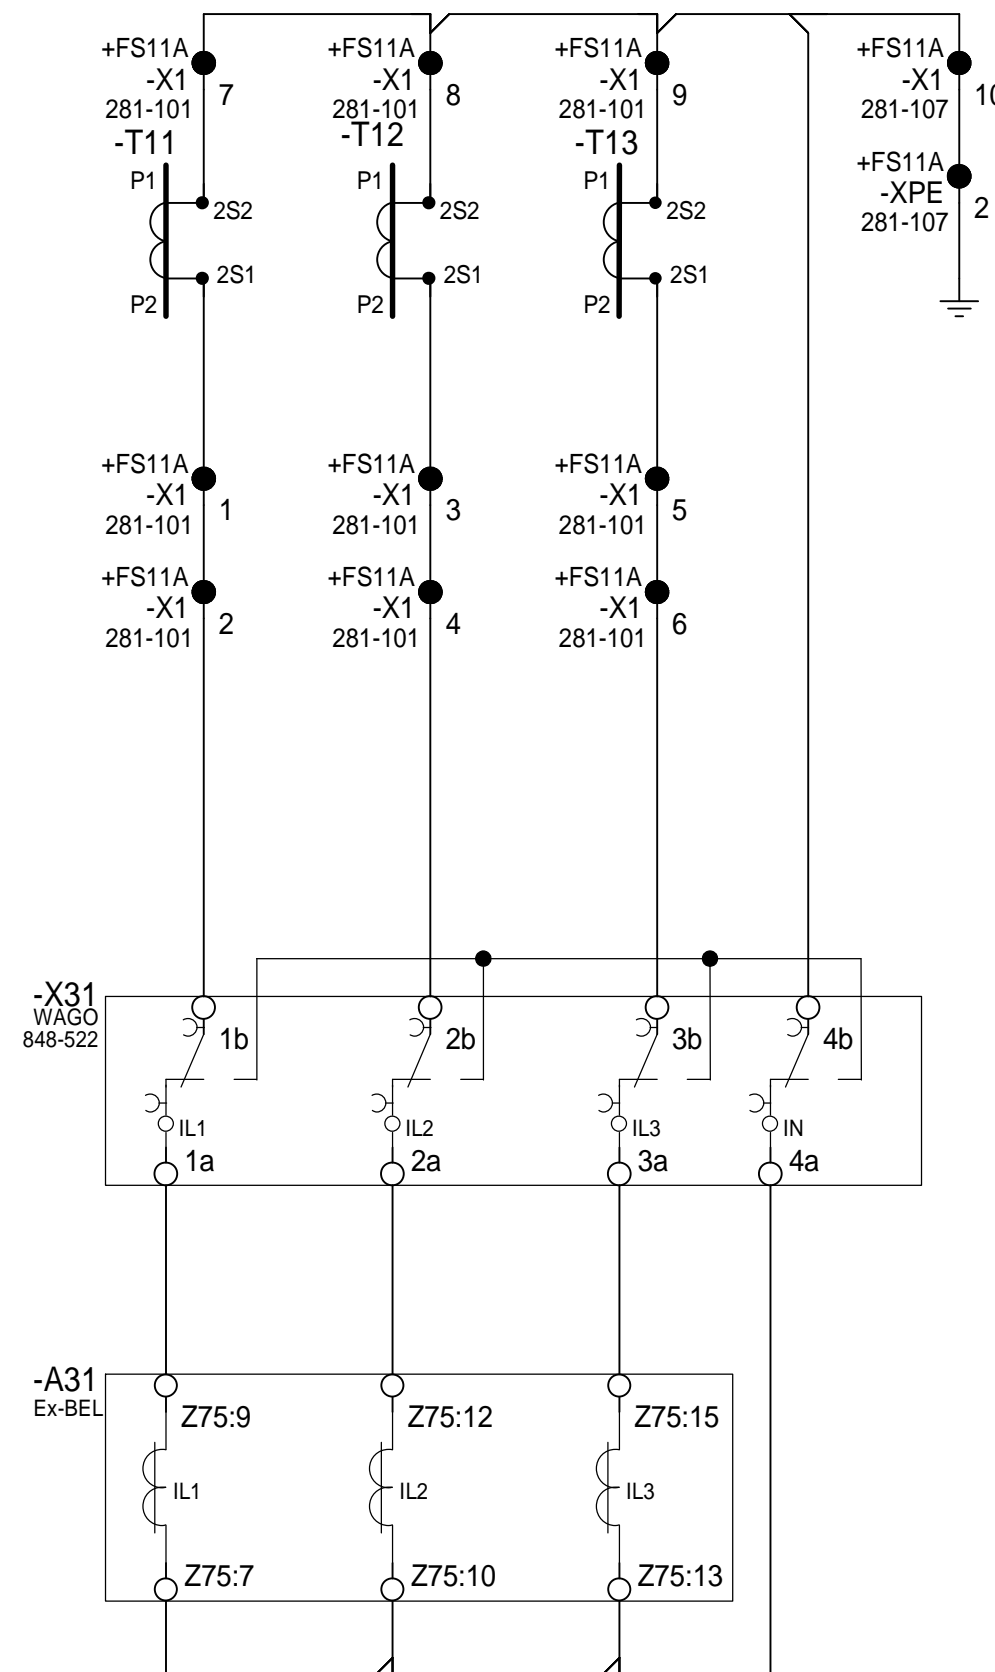 +FS11A
-X1
281-101
7
+FS11A
-X1
281-101
8
+FS11A
-X1
281-101
9
+FS11A
-X1
281-107
10
-T11
P1
2S2
2S1
P2
-T12
P1
2S2
2S1
P2
-T13
P1
2S2
2S1
P2
+FS11A
-XPE
281-107
2
+FS11A
-X1
281-101
1
+FS11A
-X1
281-101
3
+FS11A
-X1
281-101
5
+FS11A
-X1
281-101
2
+FS11A
-X1
281-101
4
+FS11A
-X1
281-101
6
-X31
WAGO
848-522
1b
2b
3b
4b
IL1
IL2
IL3
IN
1a
2a
3a
4a
-A31
Ex-BEL
Z75:9
Z75:12
Z75:15
IL1
IL2
IL3
Z75:7
Z75:10
Z75:13